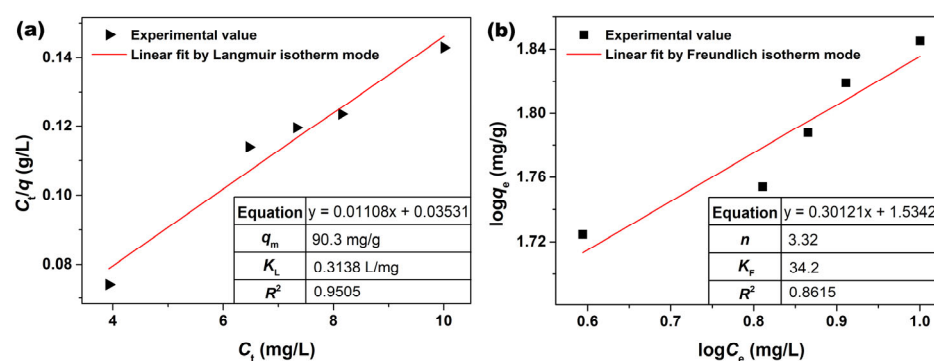 (a)
Experimental value
Linear fit by Langmuir isotherm mode
0.14
0.12
0.10
0.08
Cₜ/q (g/L)
Equation y = 0.01108x + 0.03531
qₘ 90.3 mg/g
K_L 0.3138 L/mg
R² 0.9505
4 6 8 10
Cₜ (mg/L)
(b)
Experimental value
Linear fit by Freundlich isotherm mode
1.84
1.80
1.76
1.72
logqₑ (mg/g)
Equation y = 0.30121x + 1.5342
n 3.32
K_F 34.2
R² 0.8615
0.6 0.7 0.8 0.9 1.0
logCₑ (mg/L)